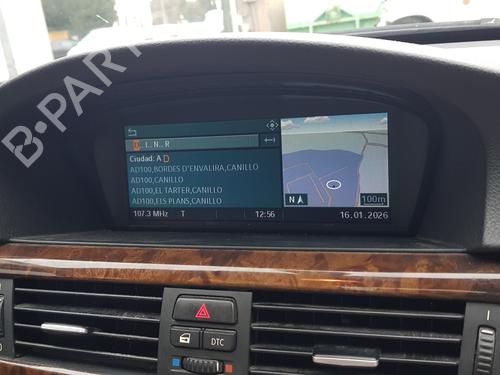 B-PARTS
D ..I.. N.. R
Ciudad: A D
AD100,BORDES D'ENVALIRA,CANILLO
AD100,CANILLO
AD100,EL TARTER,CANILLO
AD100,ELS PLANS,CANILLO
N 100m
107.3 MHz T 12:56 16.01.2026
DTC